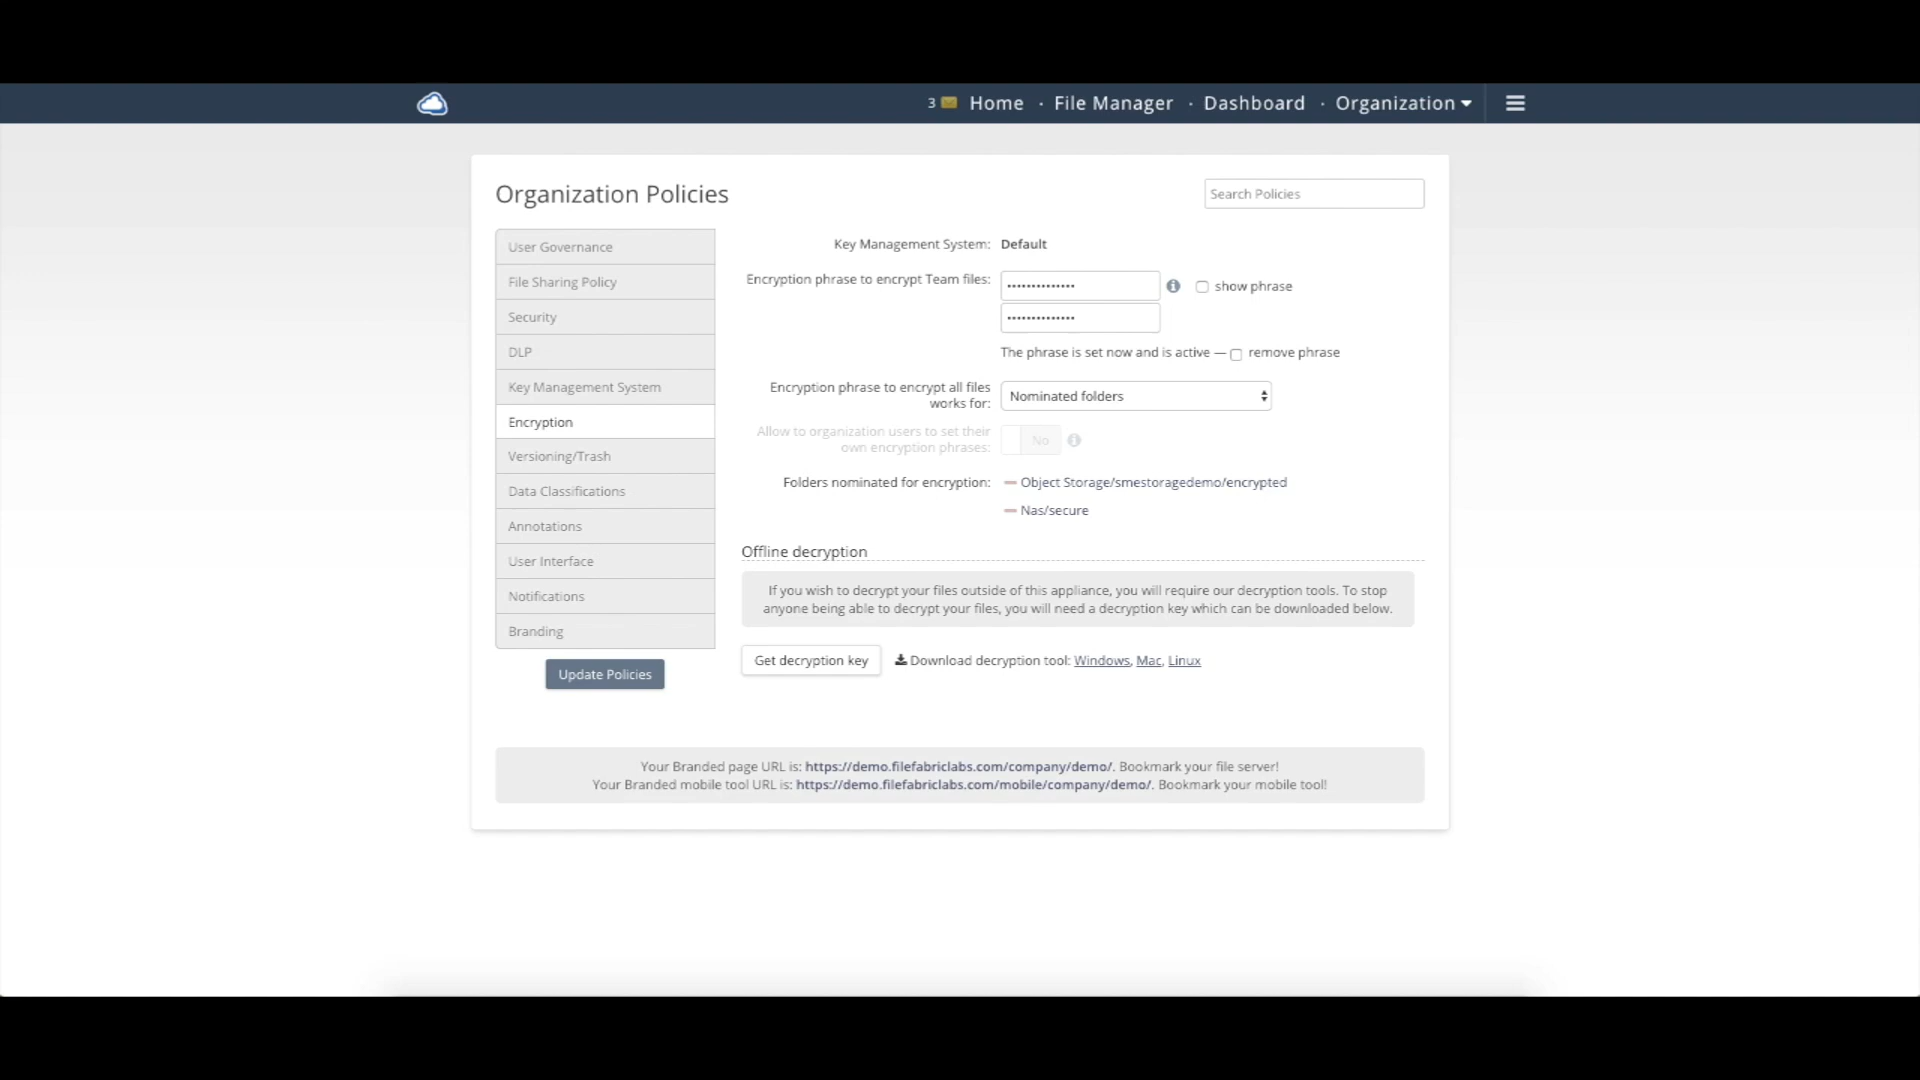 3 Home · File Manager · Dashboard · Organization
Organization Policies
Search Policies
User Governance
File Sharing Policy
Security
DLP
Key Management System
Encryption
Versioning/Trash
Data Classifications
Annotations
User Interface
Notifications
Branding
Update Policies
Key Management System: Default
Encryption phrase to encrypt Team files: •••••••••••••• show phrase
••••••••••••••
The phrase is set now and is active — remove phrase
Encryption phrase to encrypt all files
works for: Nominated folders
Allow to organization users to set their
own encryption phrases: No
Folders nominated for encryption: Object Storage/smestoragedemo/encrypted
Nas/secure
Offline decryption
If you wish to decrypt your files outside of this appliance, you will require our decryption tools. To stop
anyone being able to decrypt your files, you will need a decryption key which can be downloaded below.
Get decryption key Download decryption tool: Windows, Mac, Linux
Your Branded page URL is: https://demo.filefabriclabs.com/company/demo/. Bookmark your file server!
Your Branded mobile tool URL is: https://demo.filefabriclabs.com/mobile/company/demo/. Bookmark your mobile tool!